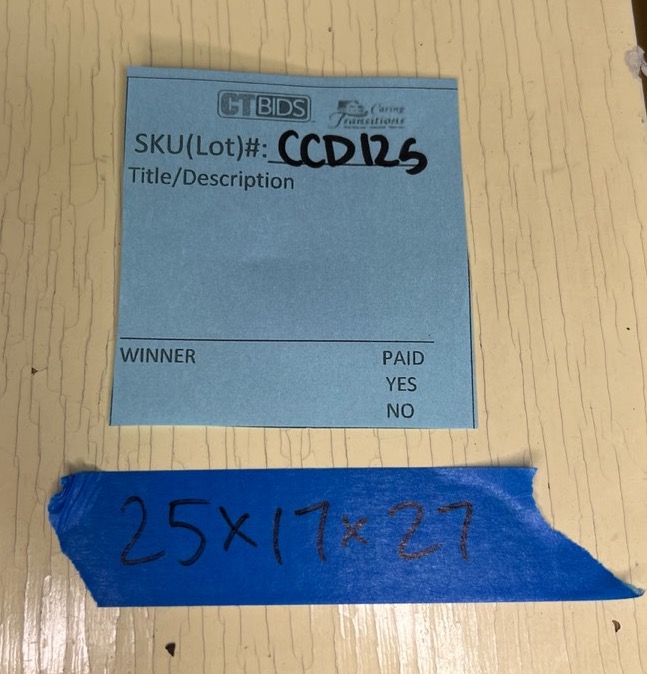 CTBIDS
Caring
Transitions
SKU(Lot)#: CCD125
Title/Description
WINNER PAID
YES
NO
25x17x27